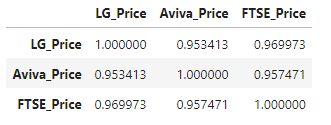 LG_Price Aviva_Price FTSE_Price
LG_Price 1.000000 0.953413 0.969973
Aviva_Price 0.953413 1.000000 0.957471
FTSE_Price 0.969973 0.957471 1.000000